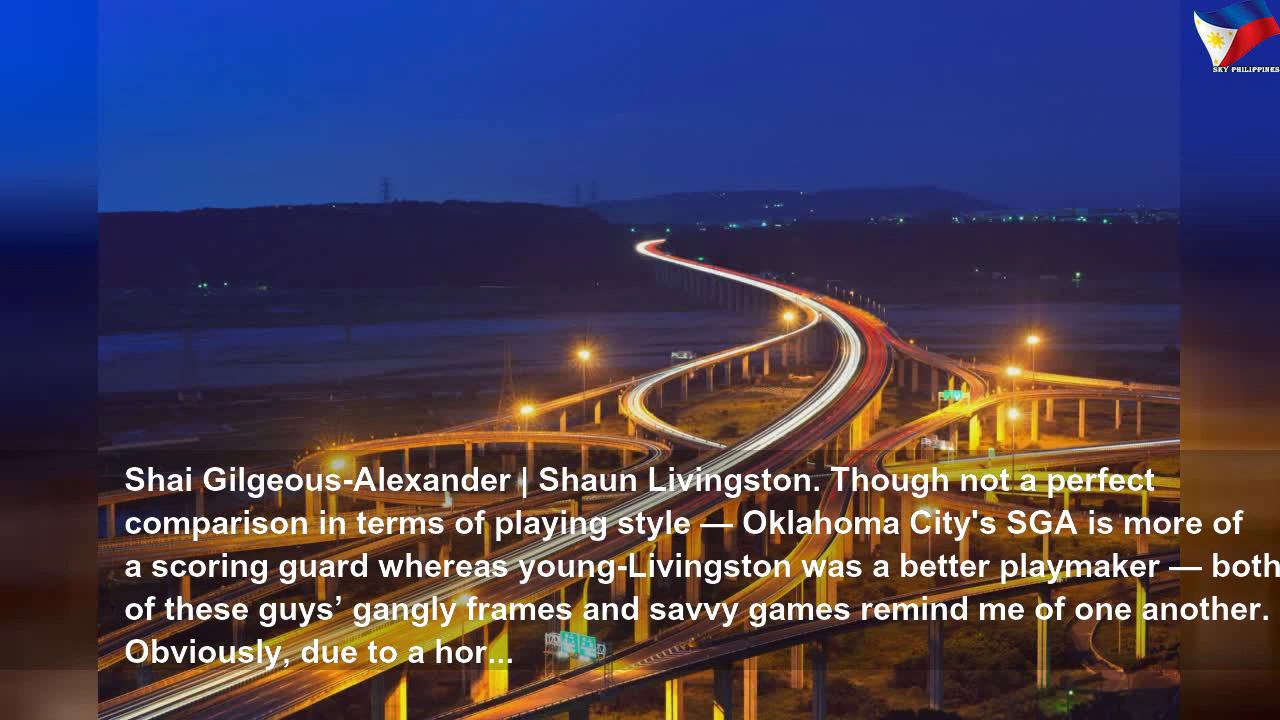 SKY PHILIPPINES
Shai Gilgeous-Alexander | Shaun Livingston. Though not a perfect
comparison in terms of playing style — Oklahoma City's SGA is more of
a scoring guard whereas young-Livingston was a better playmaker — both
of these guys’ gangly frames and savvy games remind me of one another.
Obviously, due to a hor...